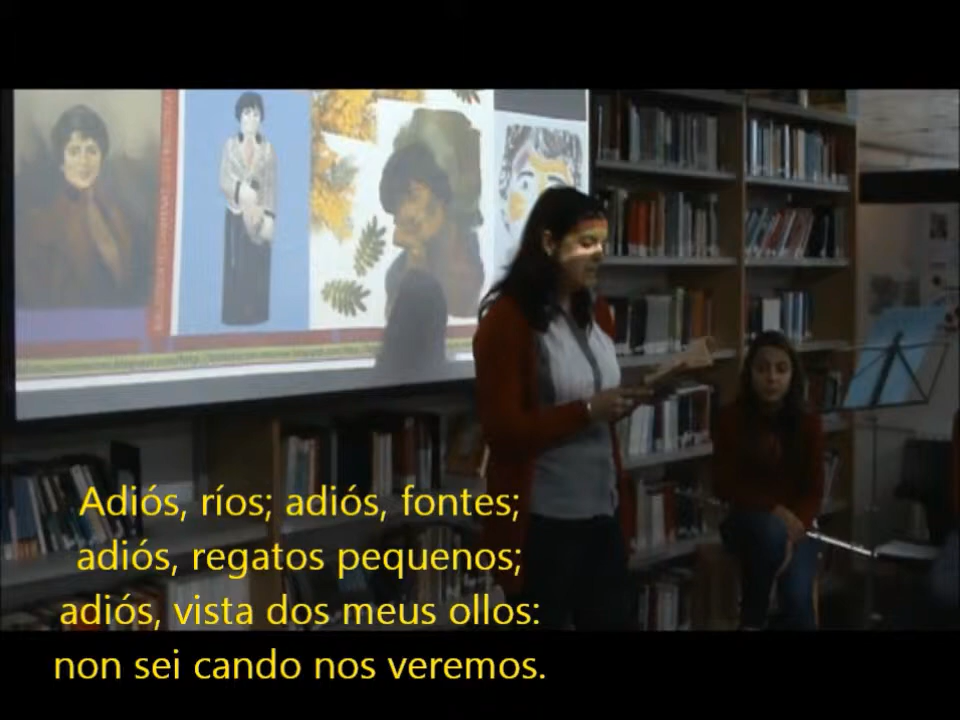 Adiós, ríos; adiós, fontes;
adiós, regatos pequenos;
adiós, vista dos meus ollos:
non sei cando nos veremos.